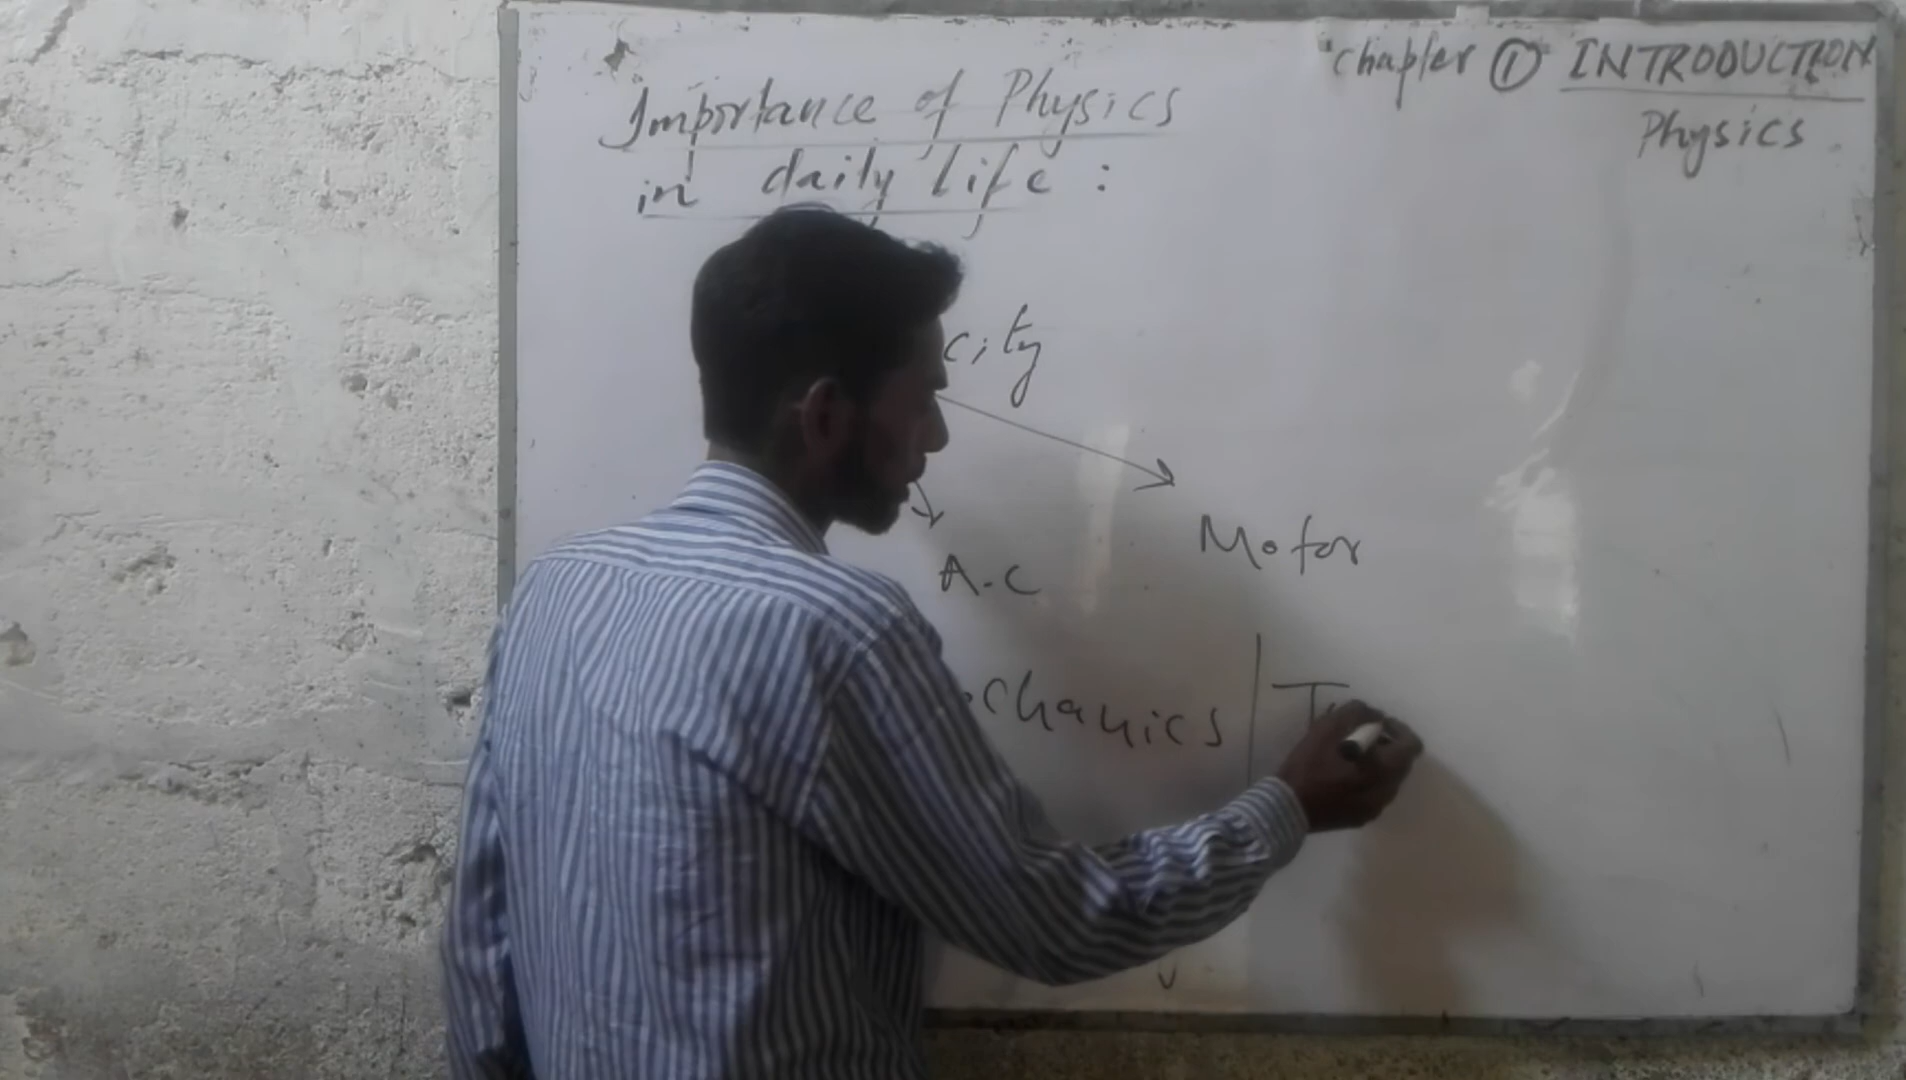 "chapter ① INTRODUCTION
Physics
Importance of Physics
in daily life :
city
Motor
A.C
chanics